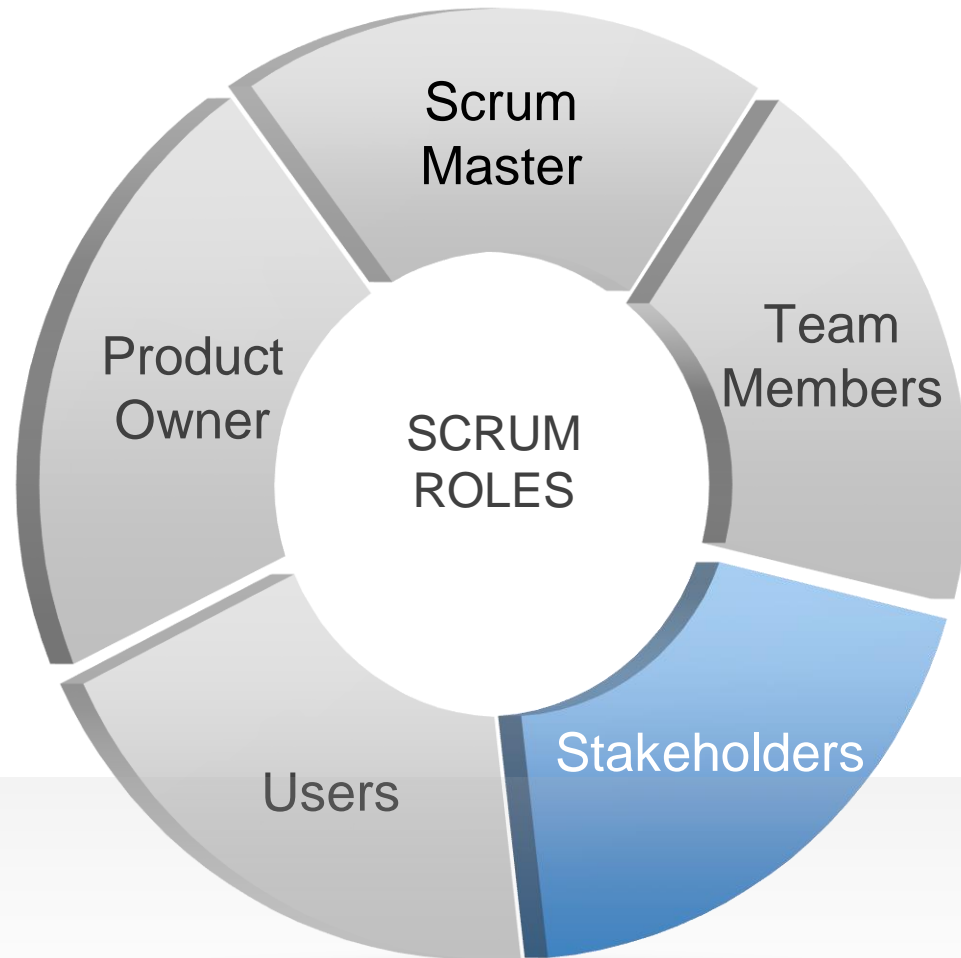 Scrum
Master
Team
Members
Product
Owner
SCRUM
ROLES
Stakeholders
Users